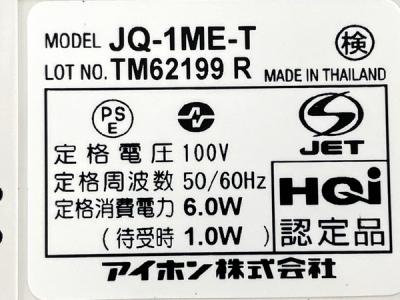 MODEL JQ-1ME-T
検
LOT NO. TM62199 R
MADE IN THAILAND
PS
E
JET
定格電圧 100V
定格周波数 50/60Hz
定格消費電力 6.0W
(待受時 1.0W)
HQi
認定品
アイホン株式会社